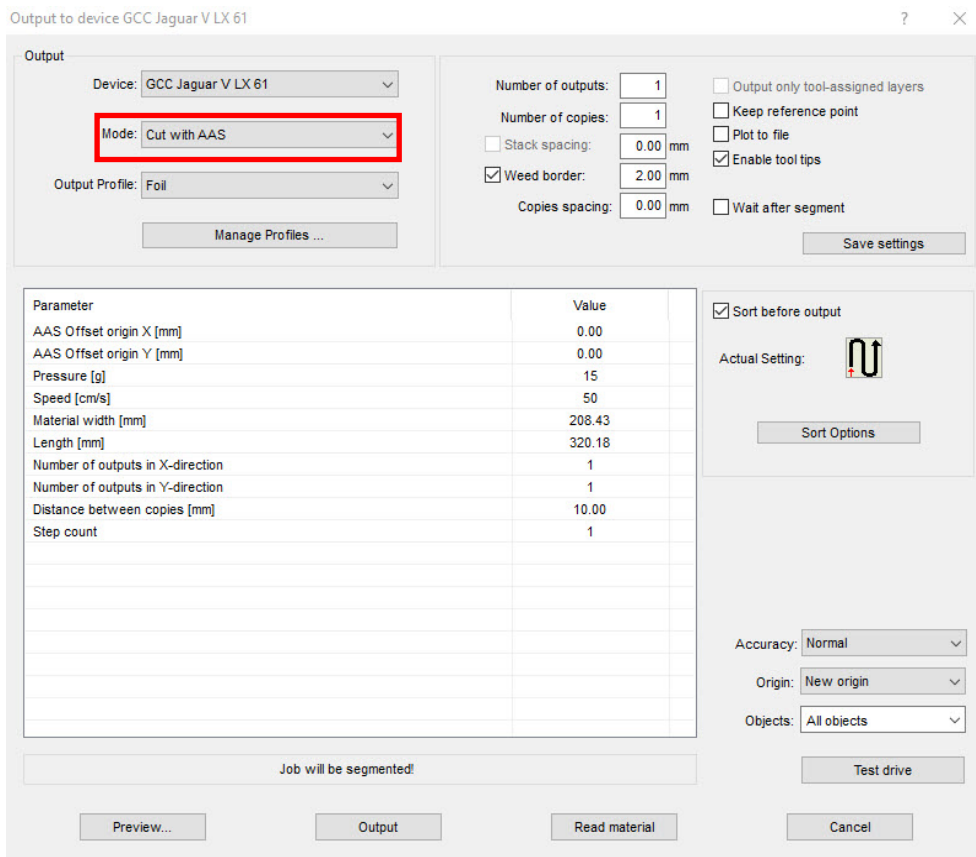 Output to device GCC Jaguar V LX 61
?
Output
Device: GCC Jaguar V LX 61
Mode: Cut with AAS
Output Profile: Foil
Manage Profiles ...
Number of outputs: 1
Number of copies: 1
Stack spacing: 0.00 mm
Weed border: 2.00 mm
Copies spacing: 0.00 mm
Output only tool-assigned layers
Keep reference point
Plot to file
Enable tool tips
Wait after segment
Save settings
Parameter Value
AAS Offset origin X [mm] 0.00
AAS Offset origin Y [mm] 0.00
Pressure [g] 15
Speed [cm/s] 50
Material width [mm] 208.43
Length [mm] 320.18
Number of outputs in X-direction 1
Number of outputs in Y-direction 1
Distance between copies [mm] 10.00
Step count 1
Sort before output
Actual Setting:
Sort Options
Accuracy: Normal
Origin: New origin
Objects: All objects
Job will be segmented!
Test drive
Preview...
Output
Read material
Cancel